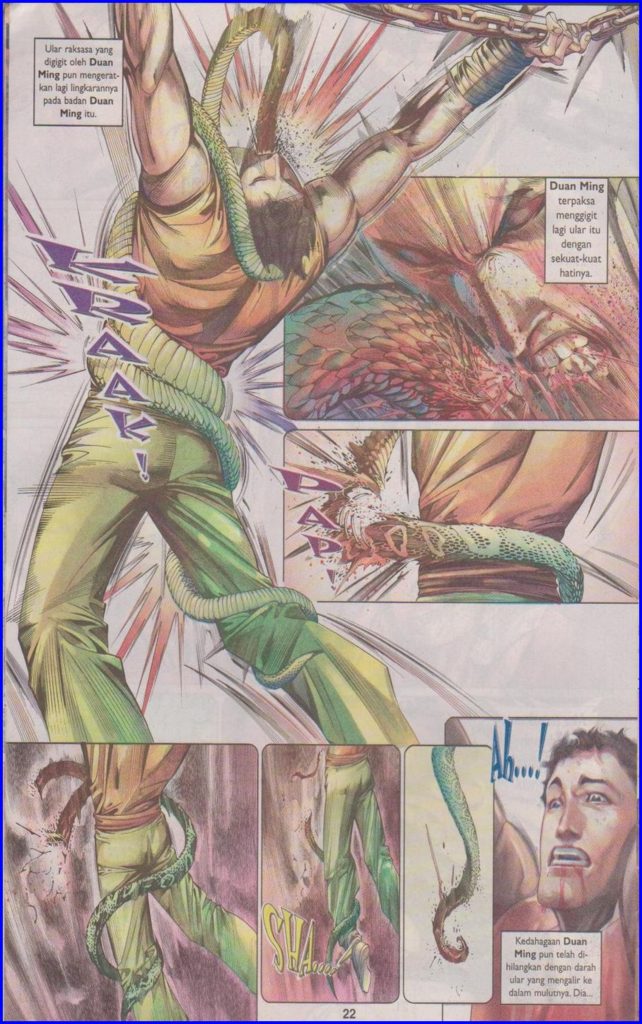 Ular raksasa yang
digigit oleh Duan
Ming pun mengerat-
kan lagi lingkarannya
pada badan Duan
Ming itu.
Duan Ming
terpaksa
menggigit
lagi ular itu
dengan
sekuat-kuat
hatinya.
KRAAK!
PAP!
Ah....!
SHA.....!
Kedahagaan Duan
Ming pun telah di-
hilangkan dengan darah
ular yang mengalir ke
dalam mulutnya. Dia...
22